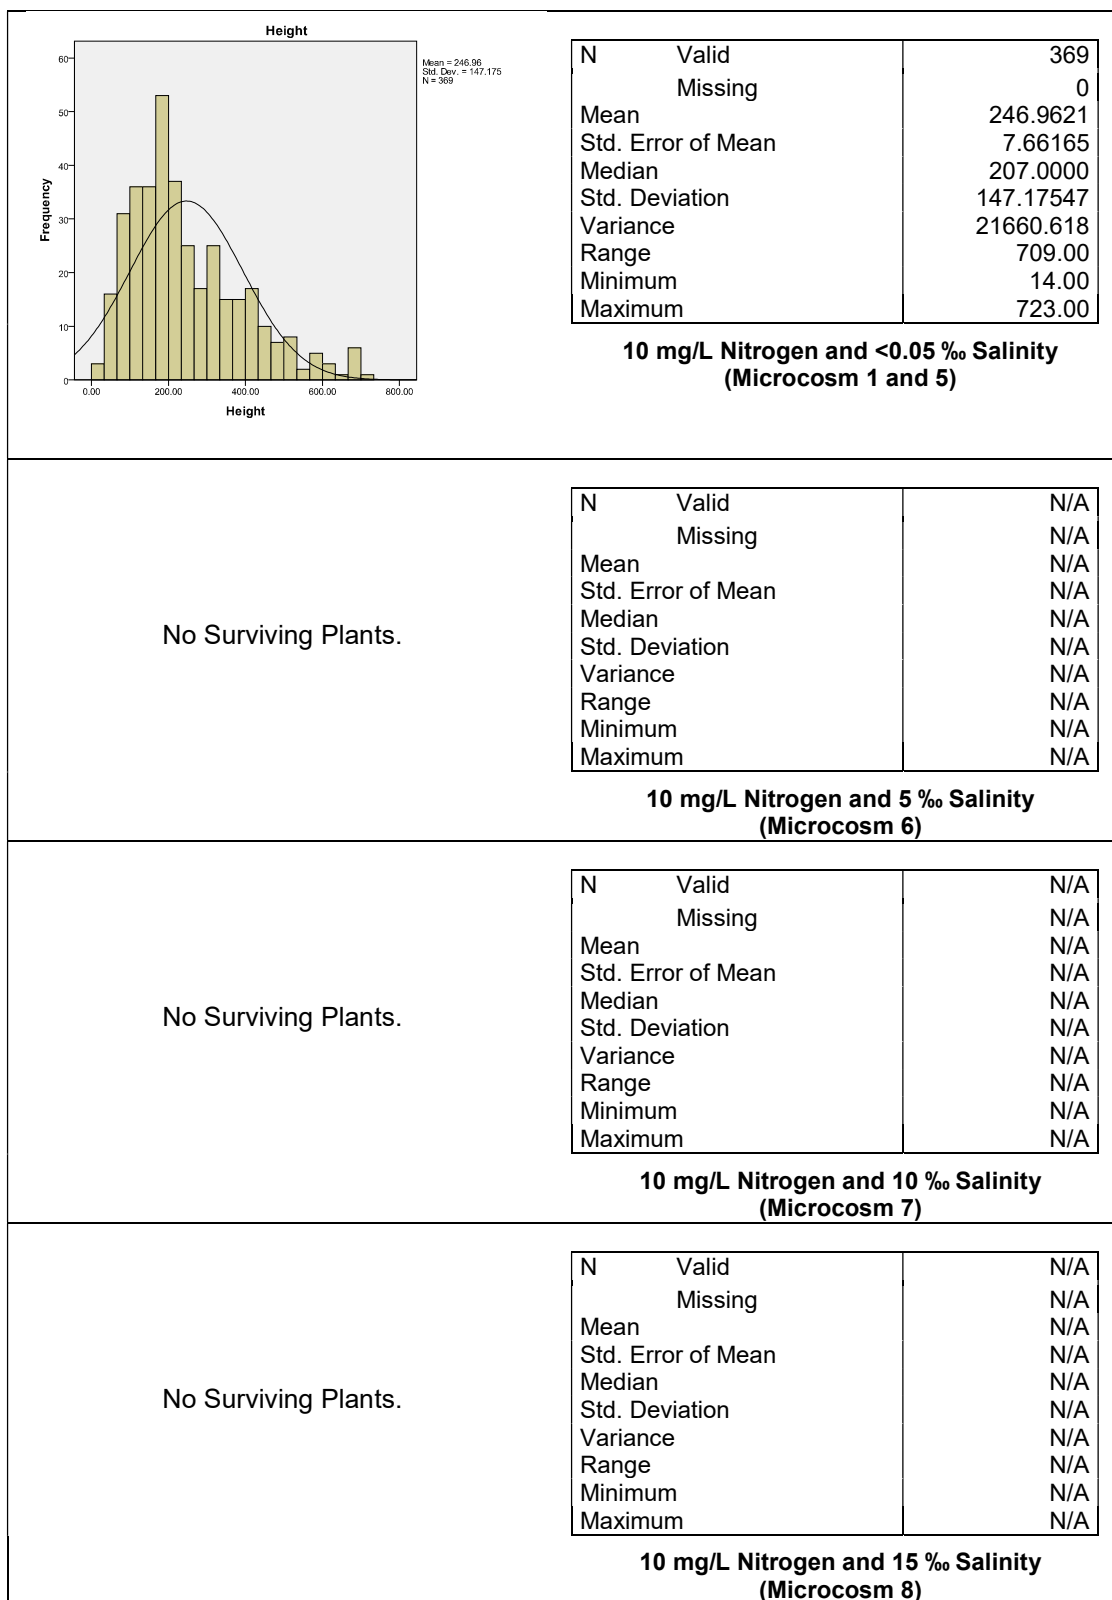 Height
60
50
40
30
20
10
0
Frequency
0.00 200.00 400.00 600.00 800.00
Height
Mean = 246.96
Std. Dev. = 147.175
N = 369
N Valid 369
Missing 0
Mean 246.9621
Std. Error of Mean 7.66165
Median 207.0000
Std. Deviation 147.17547
Variance 21660.618
Range 709.00
Minimum 14.00
Maximum 723.00
10 mg/L Nitrogen and <0.05 ‰ Salinity
(Microcosm 1 and 5)
No Surviving Plants.
N Valid N/A
Missing N/A
Mean N/A
Std. Error of Mean N/A
Median N/A
Std. Deviation N/A
Variance N/A
Range N/A
Minimum N/A
Maximum N/A
10 mg/L Nitrogen and 5 ‰ Salinity
(Microcosm 6)
No Surviving Plants.
N Valid N/A
Missing N/A
Mean N/A
Std. Error of Mean N/A
Median N/A
Std. Deviation N/A
Variance N/A
Range N/A
Minimum N/A
Maximum N/A
10 mg/L Nitrogen and 10 ‰ Salinity
(Microcosm 7)
No Surviving Plants.
N Valid N/A
Missing N/A
Mean N/A
Std. Error of Mean N/A
Median N/A
Std. Deviation N/A
Variance N/A
Range N/A
Minimum N/A
Maximum N/A
10 mg/L Nitrogen and 15 ‰ Salinity
(Microcosm 8)